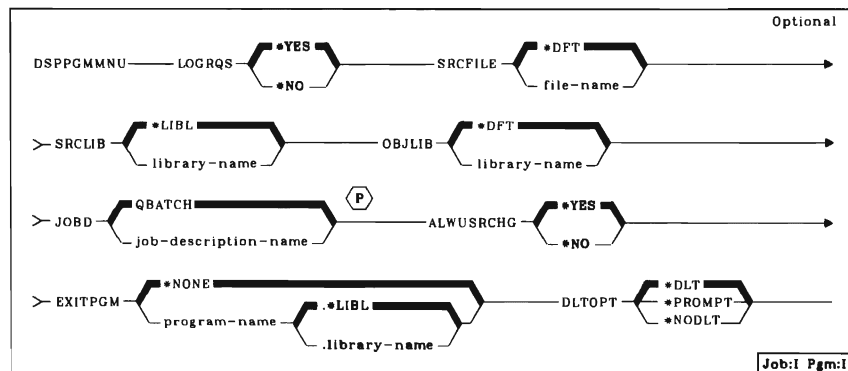 Optional
*YES *DFT
DSPPGMMNU LOGRQS SRCFILE
*NO file-name
*LIBL *DFT
SRCLIB OBJLIB
library-name library-name
P
QBATCH *YES
JOBD ALWUSRCHG
job-description-name *NO
*NONE *DLT
EXITPGM .*LIBL DLTOPT *PROMPT
program-name *NODLT
.library-name
Job:I Pgm:I